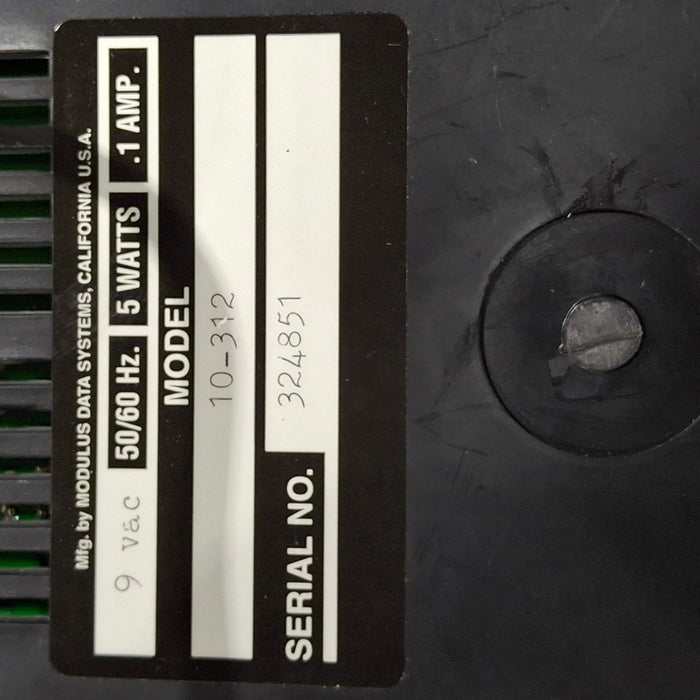 Mfg. by MODULUS DATA SYSTEMS, CALIFORNIA U.S.A.
9 vac 50/60 Hz. 5 WATTS .1 AMP.
MODEL
10-312
SERIAL NO. 324851